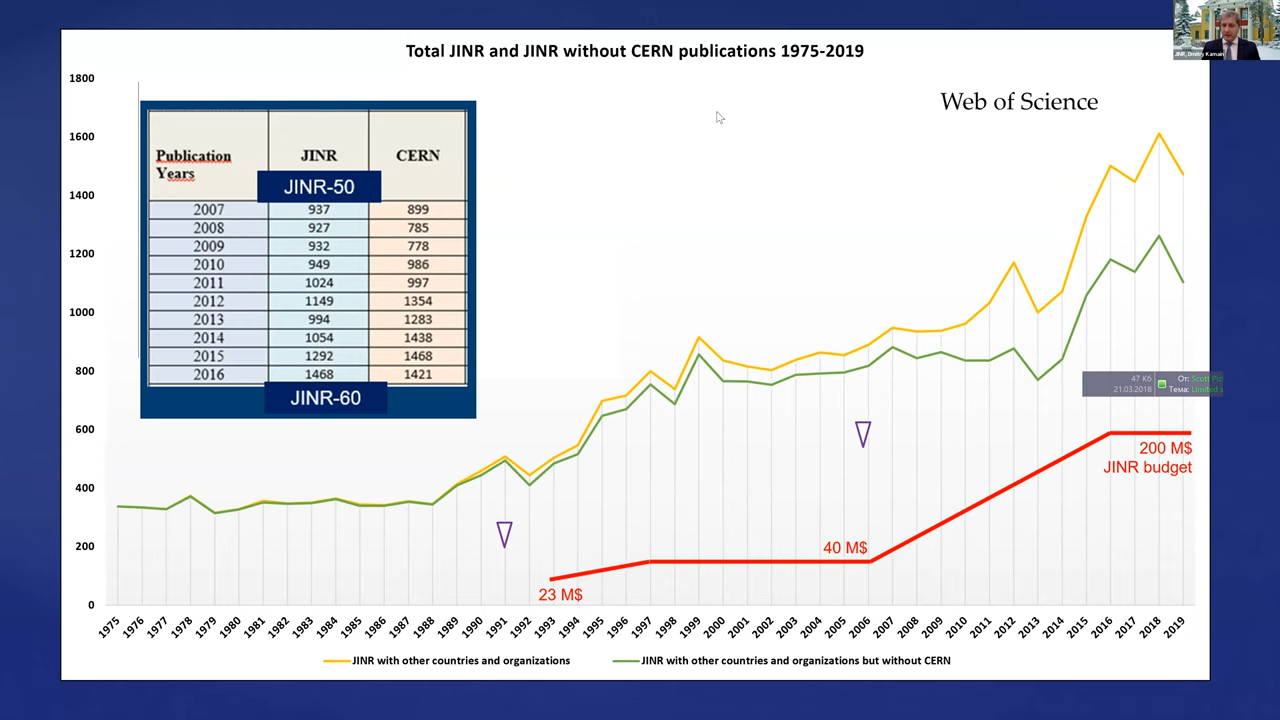 Total JINR and JINR without CERN publications 1975-2019
JINR, Dmitry Kamanin
Web of Science
1800
1600
1400
1200
1000
800
600
400
200
0
Publication Years JINR CERN
JINR-50
2007 937 899
2008 927 785
2009 932 778
2010 949 986
2011 1024 997
2012 1149 1354
2013 994 1283
2014 1054 1438
2015 1292 1468
2016 1468 1421
JINR-60
47 Кб От: Scott
21.03.2018 Тема: Limited
200 M$
JINR budget
40 M$
23 M$
1975 1976 1977 1978 1979 1980 1981 1982 1983 1984 1985 1986 1987 1988 1989 1990 1991 1992 1993 1994 1995 1996 1997 1998 1999 2000 2001 2002 2003 2004 2005 2006 2007 2008 2009 2010 2011 2012 2013 2014 2015 2016 2017 2018 2019
JINR with other countries and organizations
JINR with other countries and organizations but without CERN